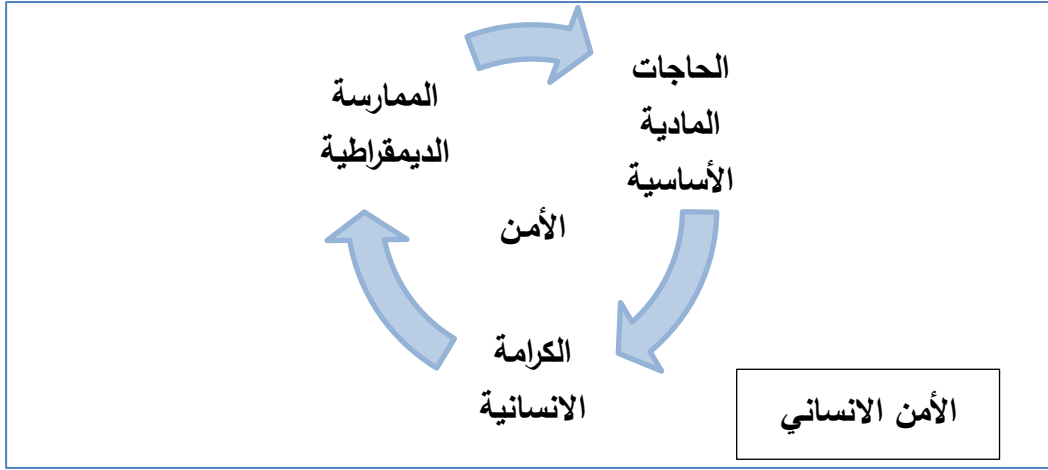 الحاجات
المادية
الأساسية
الممارسة
الديمقراطية
الأمن
الكرامة
الانسانية
الأمن الانساني